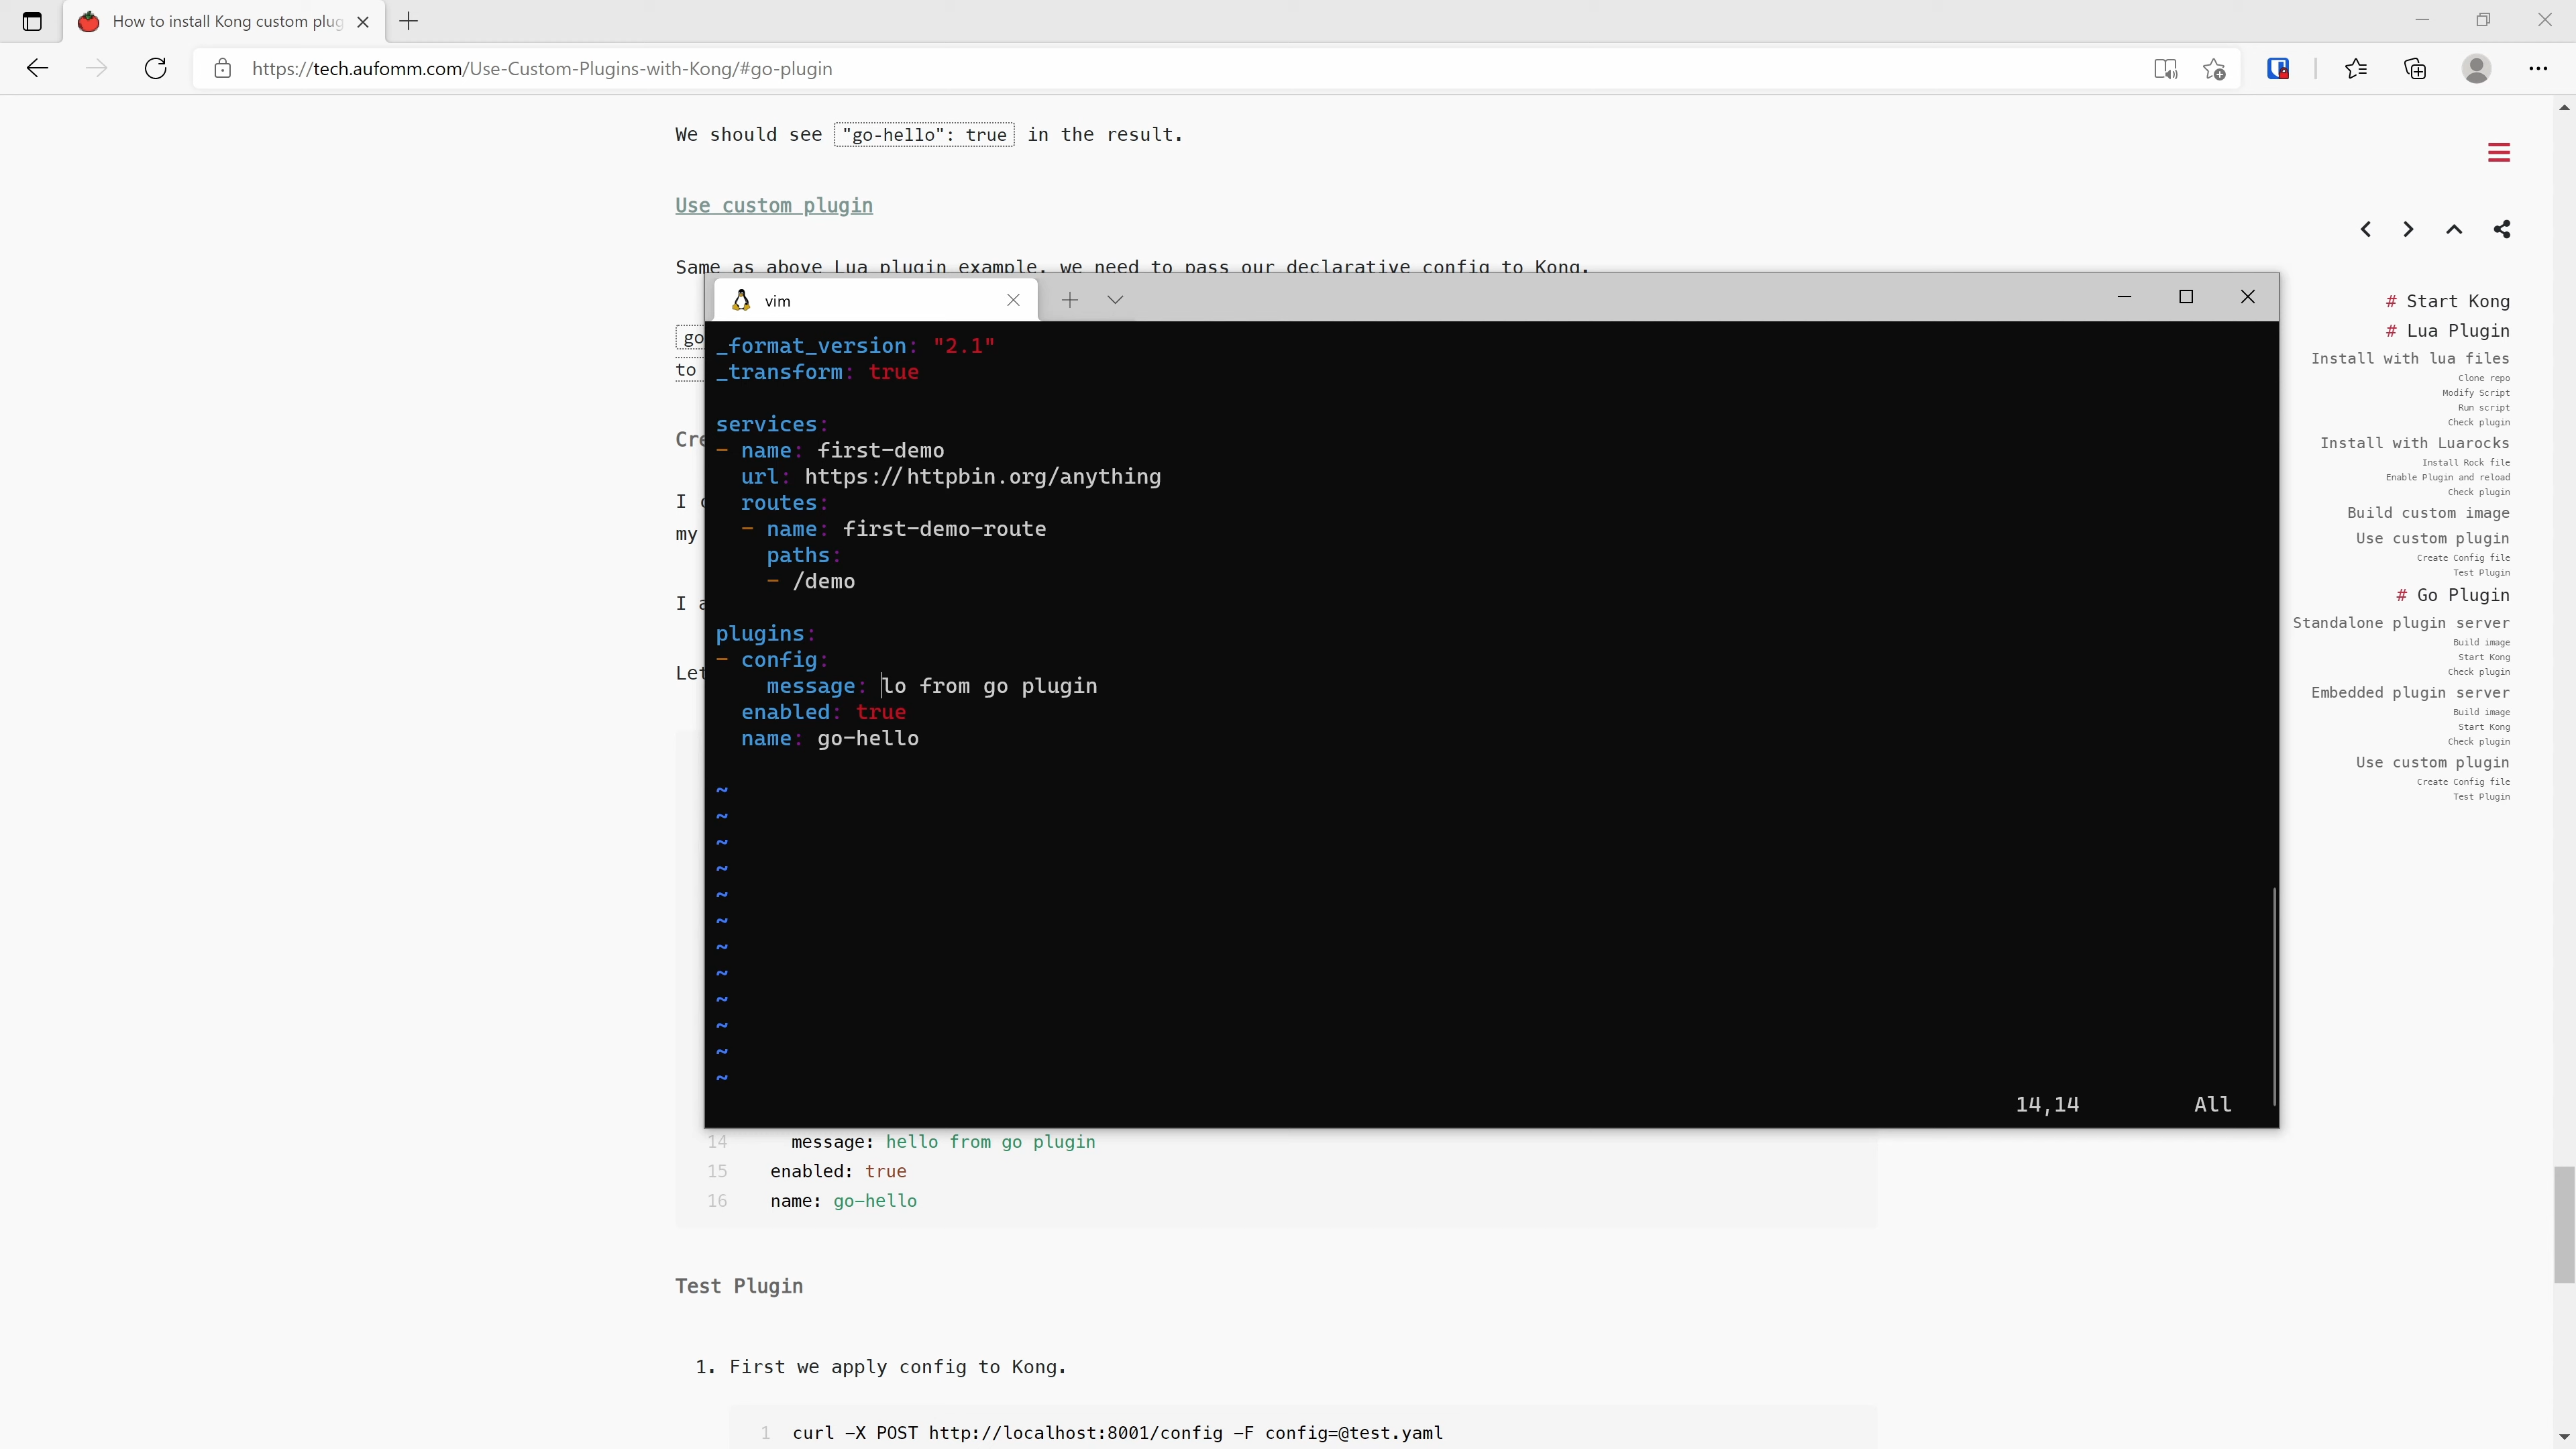 How to install Kong custom plug
https://tech.aufomm.com/Use-Custom-Plugins-with-Kong/#go-plugin
We should see "go-hello": true in the result.
Use custom plugin
Same as above Lua plugin example, we need to pass our declarative config to Kong.
go
to
Cre
my
Let
vim
_format_version: "2.1"
_transform: true
services:
- name: first-demo
url: https://httpbin.org/anything
routes:
- name: first-demo-route
paths:
- /demo
plugins:
- config:
message: lo from go plugin
enabled: true
name: go-hello
~
~
~
~
~
~
~
~
~
~
~
~
14,14 All
14 message: hello from go plugin
15 enabled: true
16 name: go-hello
Test Plugin
1. First we apply config to Kong.
1 curl -X POST http://localhost:8001/config -F config=@test.yaml
# Start Kong
# Lua Plugin
Install with lua files
Clone repo
Modify Script
Run script
Check plugin
Install with Luarocks
Install Rock file
Enable Plugin and reload
Check plugin
Build custom image
Use custom plugin
Create Config file
Test Plugin
# Go Plugin
Standalone plugin server
Build image
Start Kong
Check plugin
Embedded plugin server
Build image
Start Kong
Check plugin
Use custom plugin
Create Config file
Test Plugin